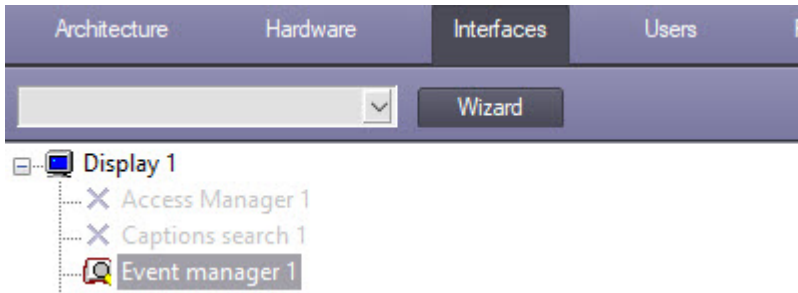 Architecture Hardware Interfaces Users
Wizard
Display 1
Access Manager 1
Captions search 1
Event manager 1